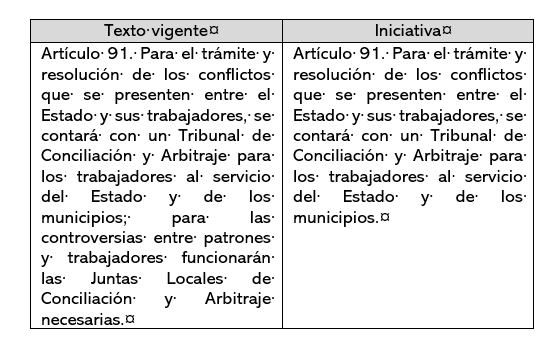 Texto vigente¤
Iniciativa¤
Artículo 91. Para el trámite y
resolución de los conflictos
que se presenten entre el
Estado y sus trabajadores, se
contará con un Tribunal de
Conciliación y Arbitraje para
los trabajadores al servicio
del Estado y de los
municipios; para las
controversias entre patrones
y trabajadores funcionarán
las Juntas Locales de
Conciliación y Arbitraje
necesarias.¤
Artículo 91. Para el trámite y
resolución de los conflictos
que se presenten entre el
Estado y sus trabajadores, se
contará con un Tribunal de
Conciliación y Arbitraje para
los trabajadores al servicio
del Estado y de los
municipios.¤